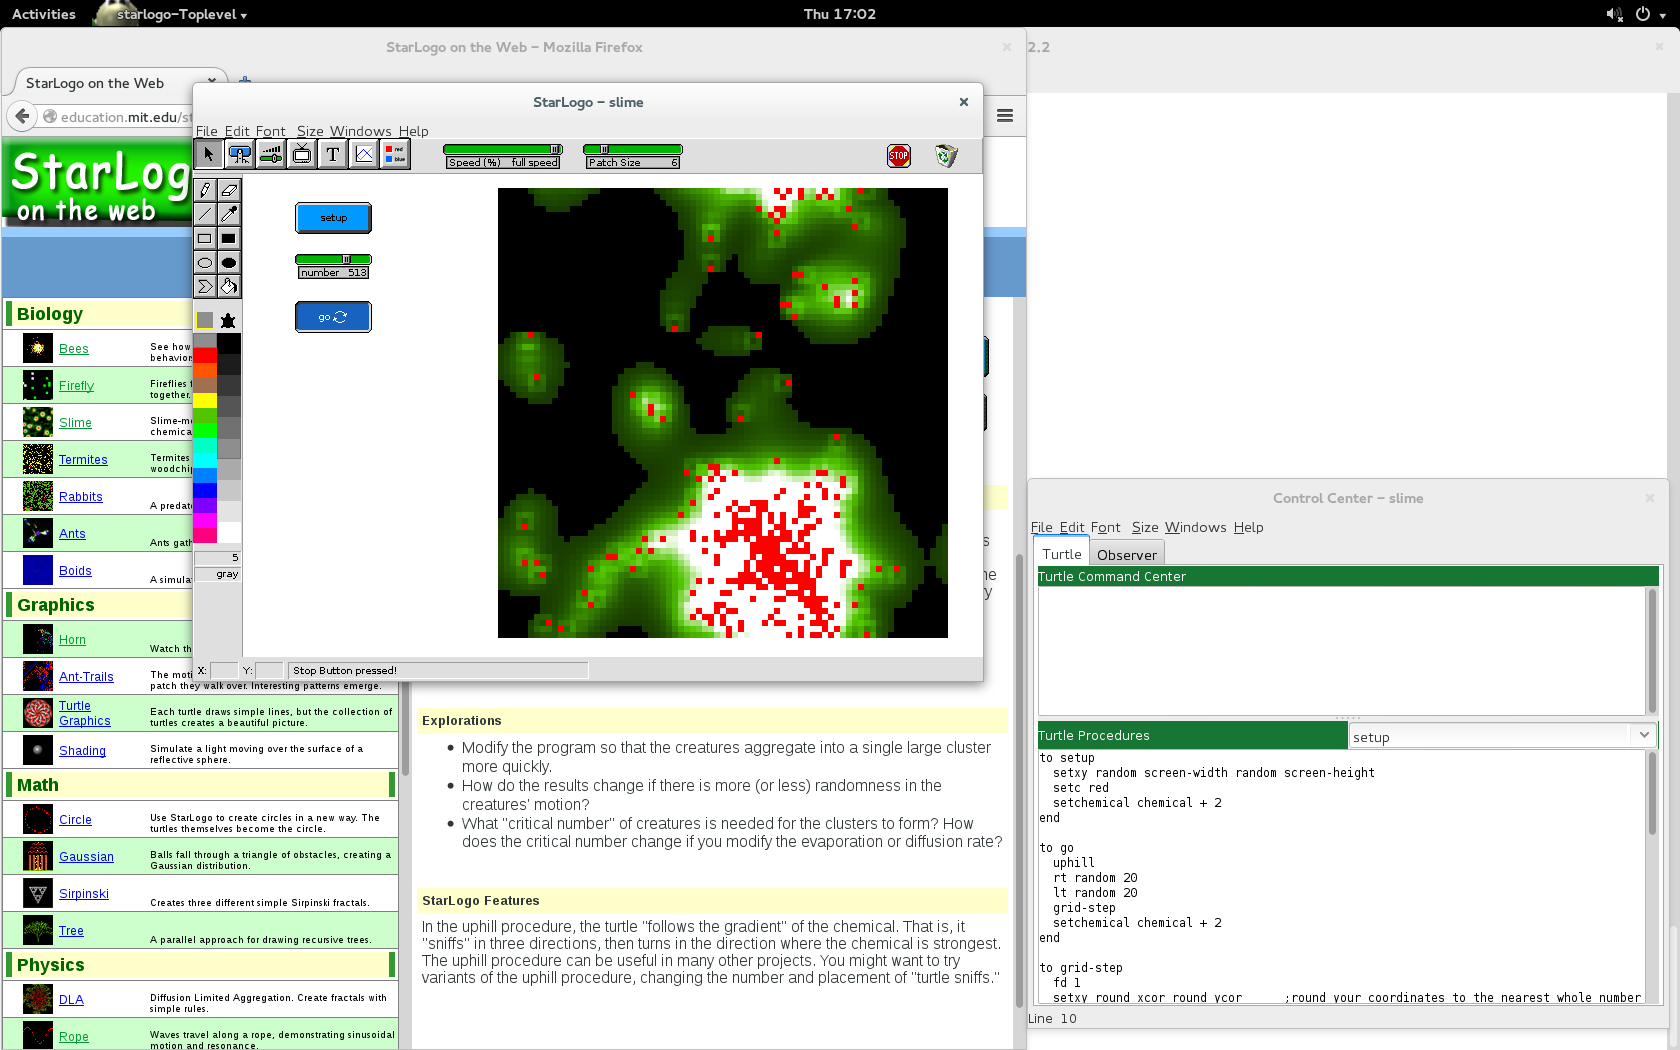 Activities
starlogo-Toplevel
Thu 17:02
StarLogo on the Web – Mozilla Firefox
2.2
StarLogo on the Web
education.mit.edu/st
StarLog
on the web
Biology
Bees
See how
behavior
Firefly
Fireflies f
together.
Slime
Slime-mo
chemica
Termites
Termites
woodchip
Rabbits
A predat
Ants
Ants gath
Boids
A simulat
Graphics
Horn
Watch th
Ant-Trails
The moti
patch they walk over. Interesting patterns emerge.
Turtle
Graphics
Each turtle draws simple lines, but the collection of
turtles creates a beautiful picture.
Shading
Simulate a light moving over the surface of a
reflective sphere.
Math
Circle
Use StarLogo to create circles in a new way. The
turtles themselves become the circle.
Gaussian
Balls fall through a triangle of obstacles, creating a
Gaussian distribution.
Sirpinski
Creates three different simple Sirpinski fractals.
Tree
A parallel approach for drawing recursive trees.
Physics
DLA
Diffusion Limited Aggregation. Create fractals with
simple rules.
Rope
Waves travel along a rope, demonstrating sinusoidal
motion and resonance.
StarLogo – slime
File Edit Font Size Windows Help
T
red
blue
Speed (%) full speed
Patch Size 6
STOP
setup
number 513
go
5
gray
X:
Y:
Stop Button pressed!
s
ne
y
Explorations
• Modify the program so that the creatures aggregate into a single large cluster
more quickly.
• How do the results change if there is more (or less) randomness in the
creatures' motion?
• What "critical number" of creatures is needed for the clusters to form? How
does the critical number change if you modify the evaporation or diffusion rate?
StarLogo Features
In the uphill procedure, the turtle "follows the gradient" of the chemical. That is, it
"sniffs" in three directions, then turns in the direction where the chemical is strongest.
The uphill procedure can be useful in many other projects. You might want to try
variants of the uphill procedure, changing the number and placement of "turtle sniffs."
Control Center – slime
File Edit Font Size Windows Help
Turtle
Observer
Turtle Command Center
Turtle Procedures
setup
to setup
setxy random screen-width random screen-height
setc red
setchemical chemical + 2
end
to go
uphill
rt random 20
lt random 20
grid-step
setchemical chemical + 2
end
to grid-step
fd 1
setxy round xcor round ycor ;round your coordinates to the nearest whole number
Line 10